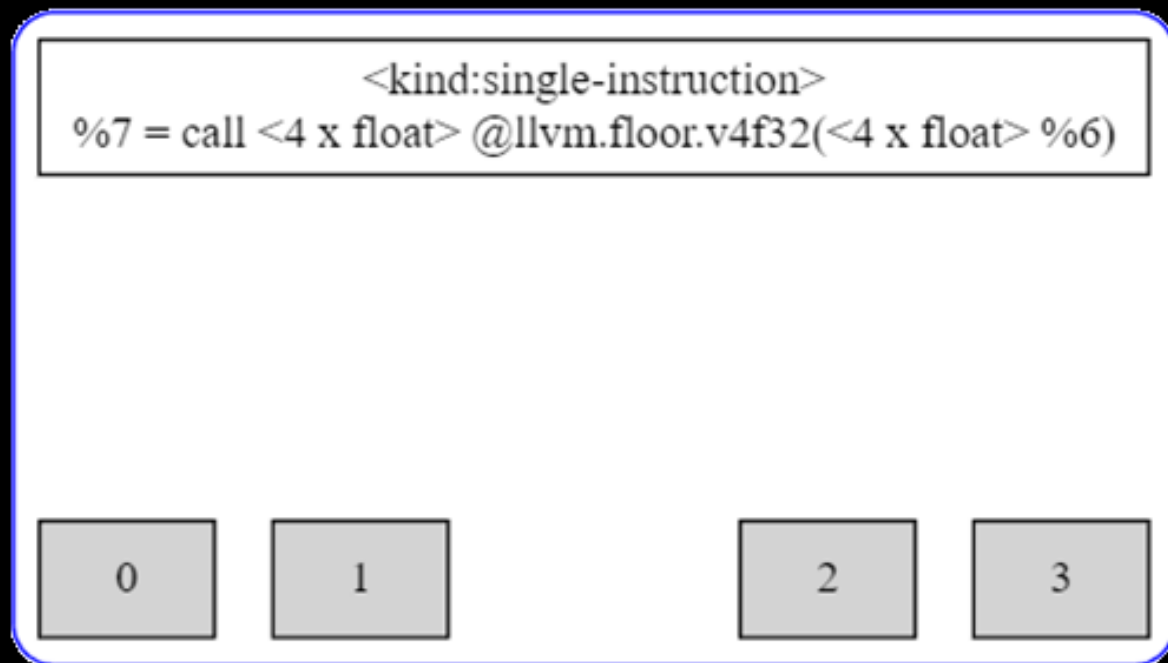 <kind:single-instruction>
%7 = call <4 x float> @llvm.floor.v4f32(<4 x float> %6)
0 1 2 3